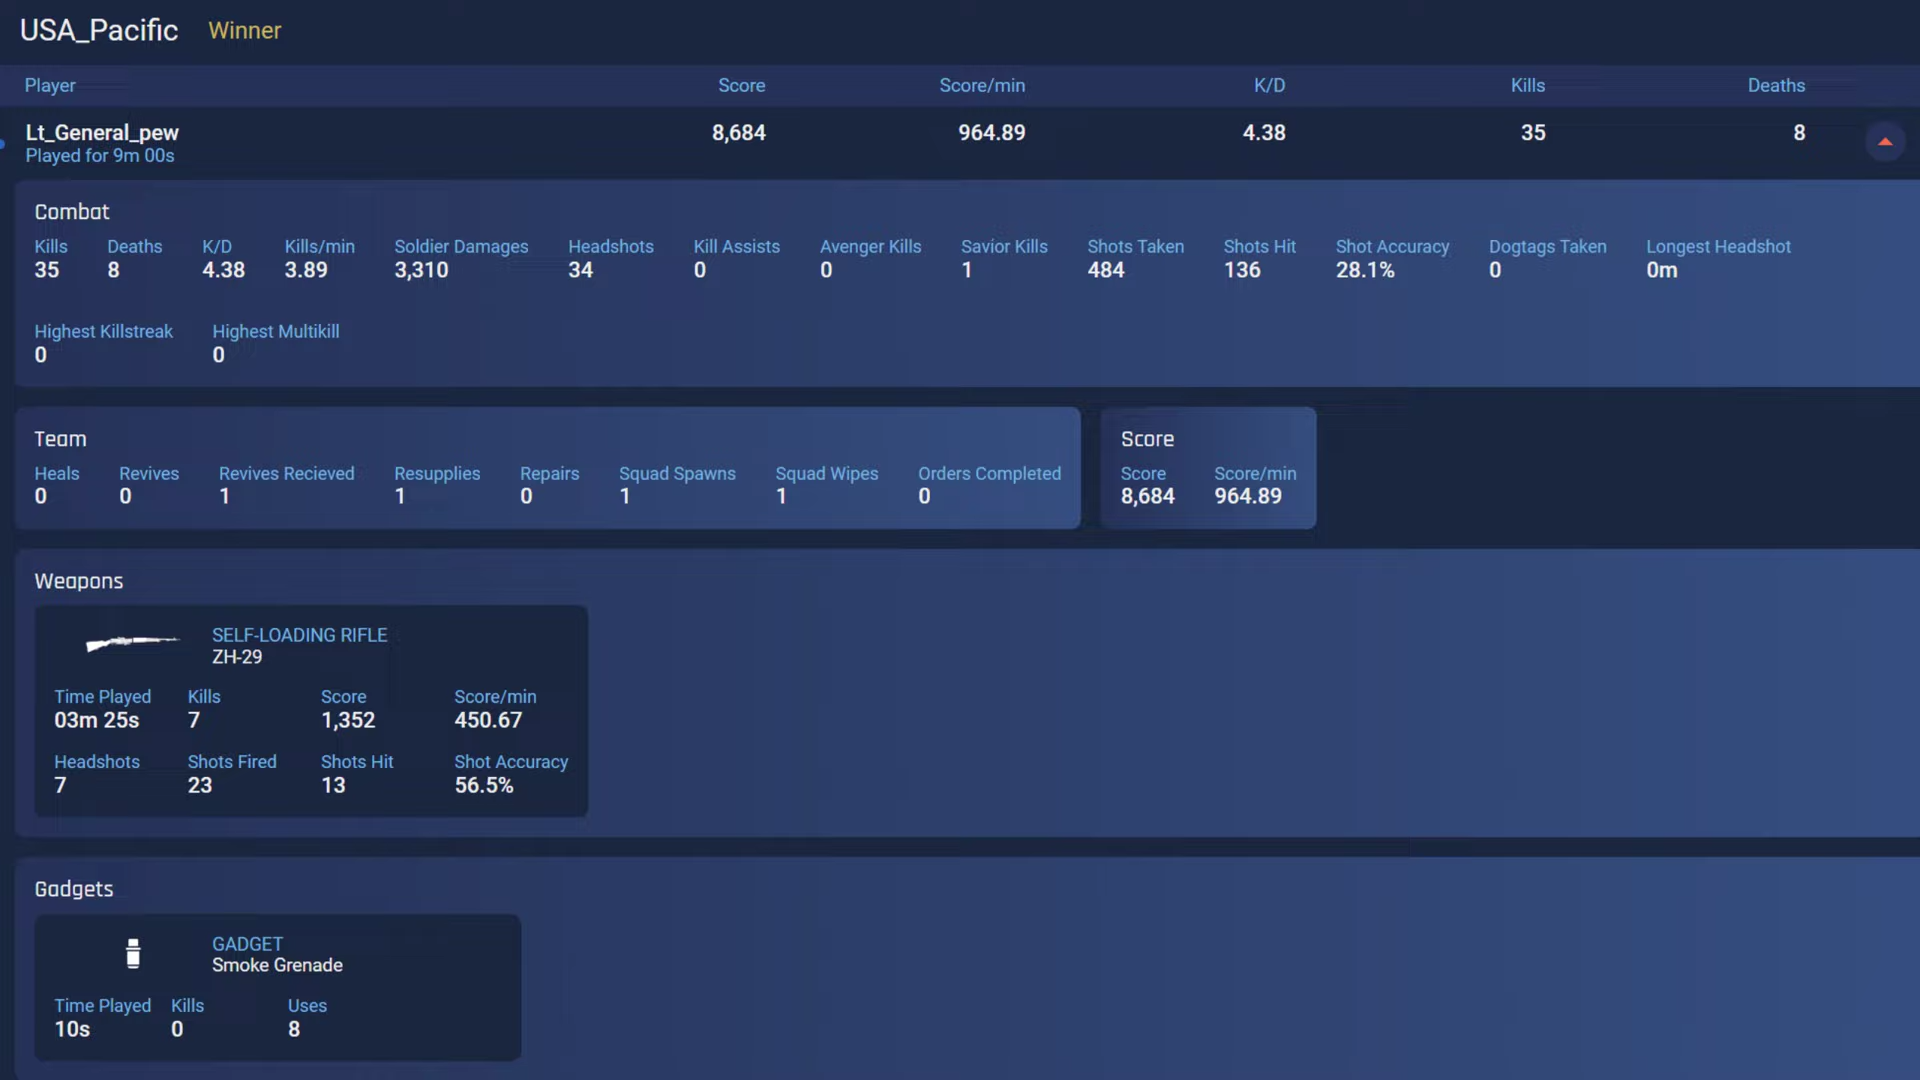 USA_Pacific Winner
Player Score Score/min K/D Kills Deaths
Lt_General_pew 8,684 964.89 4.38 35 8
Played for 9m 00s
Combat
Kills Deaths K/D Kills/min Soldier Damages Headshots Kill Assists Avenger Kills Savior Kills Shots Taken Shots Hit Shot Accuracy Dogtags Taken Longest Headshot
35 8 4.38 3.89 3,310 34 0 0 1 484 136 28.1% 0 0m
Highest Killstreak Highest Multikill
0 0
Team
Heals Revives Revives Recieved Resupplies Repairs Squad Spawns Squad Wipes Orders Completed
0 0 1 1 0 1 1 0
Score
Score Score/min
8,684 964.89
Weapons
SELF-LOADING RIFLE
ZH-29
Time Played Kills Score Score/min
03m 25s 7 1,352 450.67
Headshots Shots Fired Shots Hit Shot Accuracy
7 23 13 56.5%
Gadgets
GADGET
Smoke Grenade
Time Played Kills Uses
10s 0 8